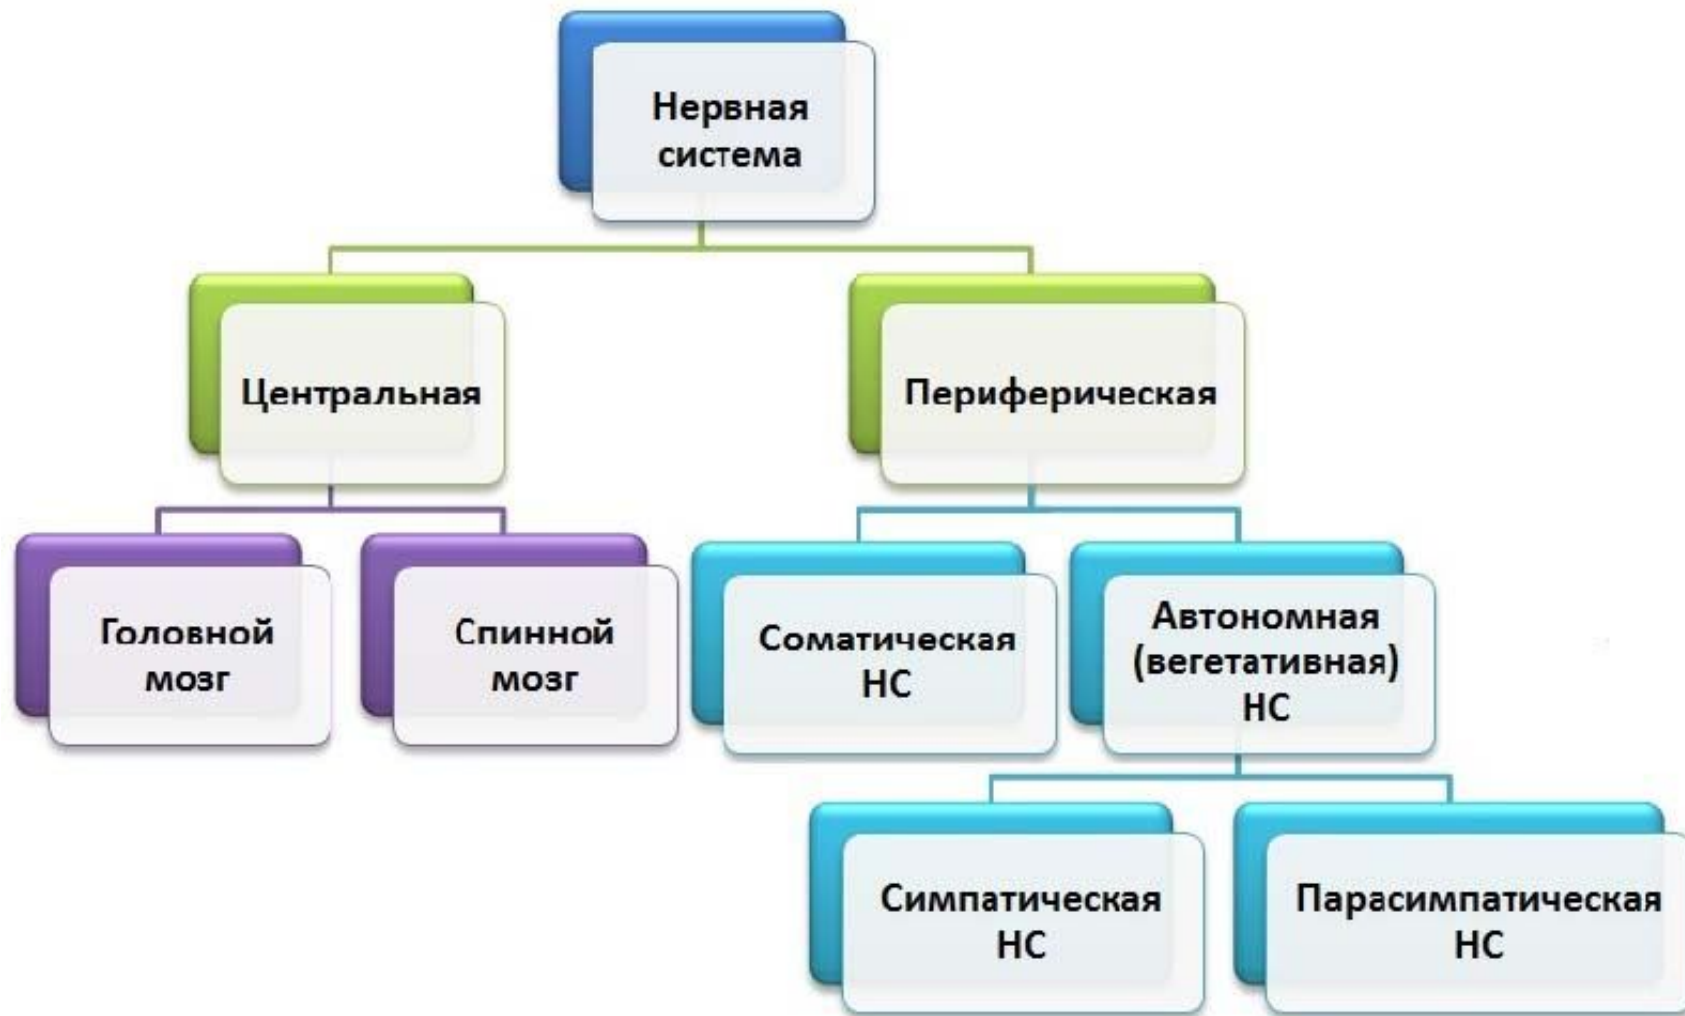 Нервная
система
Центральная
Периферическая
Головной
мозг
Спинной
мозг
Соматическая
НС
Автономная
(вегетативная)
НС
Симпатическая
НС
Парасимпатическая
НС